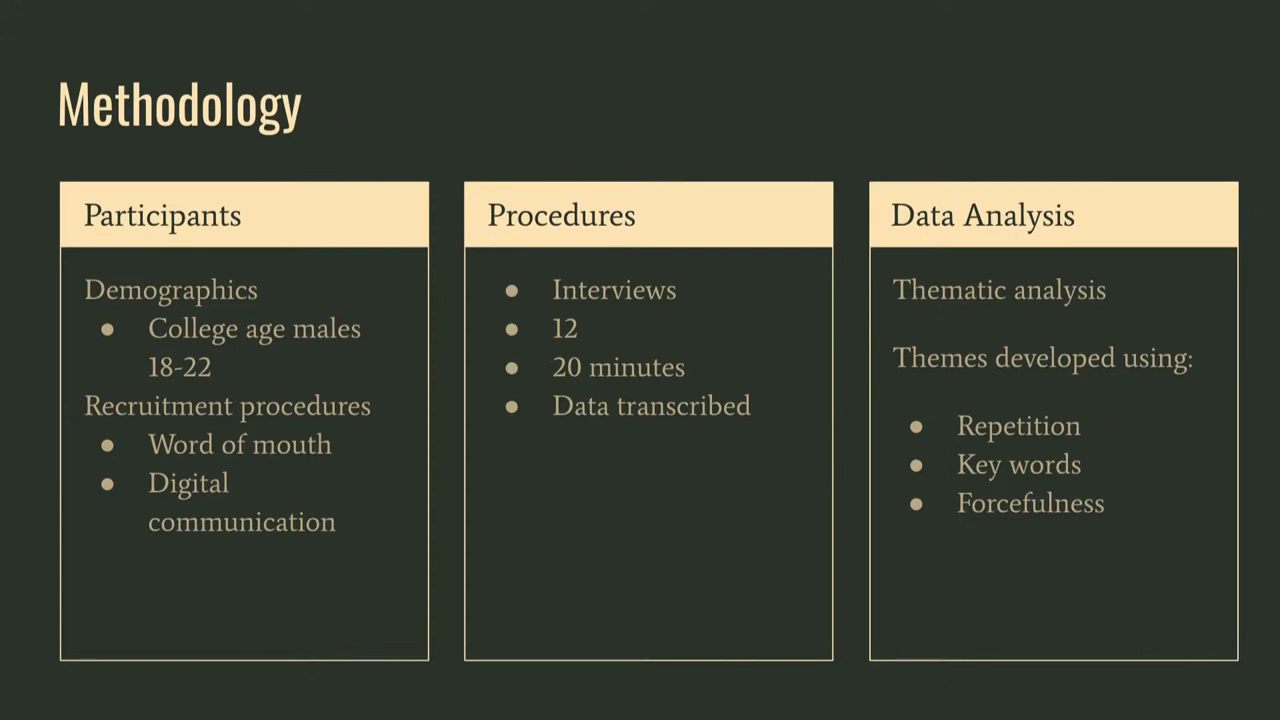 Methodology
Participants
Demographics
● College age males
18-22
Recruitment procedures
● Word of mouth
● Digital
communication
Procedures
● Interviews
● 12
● 20 minutes
● Data transcribed
Data Analysis
Thematic analysis
Themes developed using:
● Repetition
● Key words
● Forcefulness